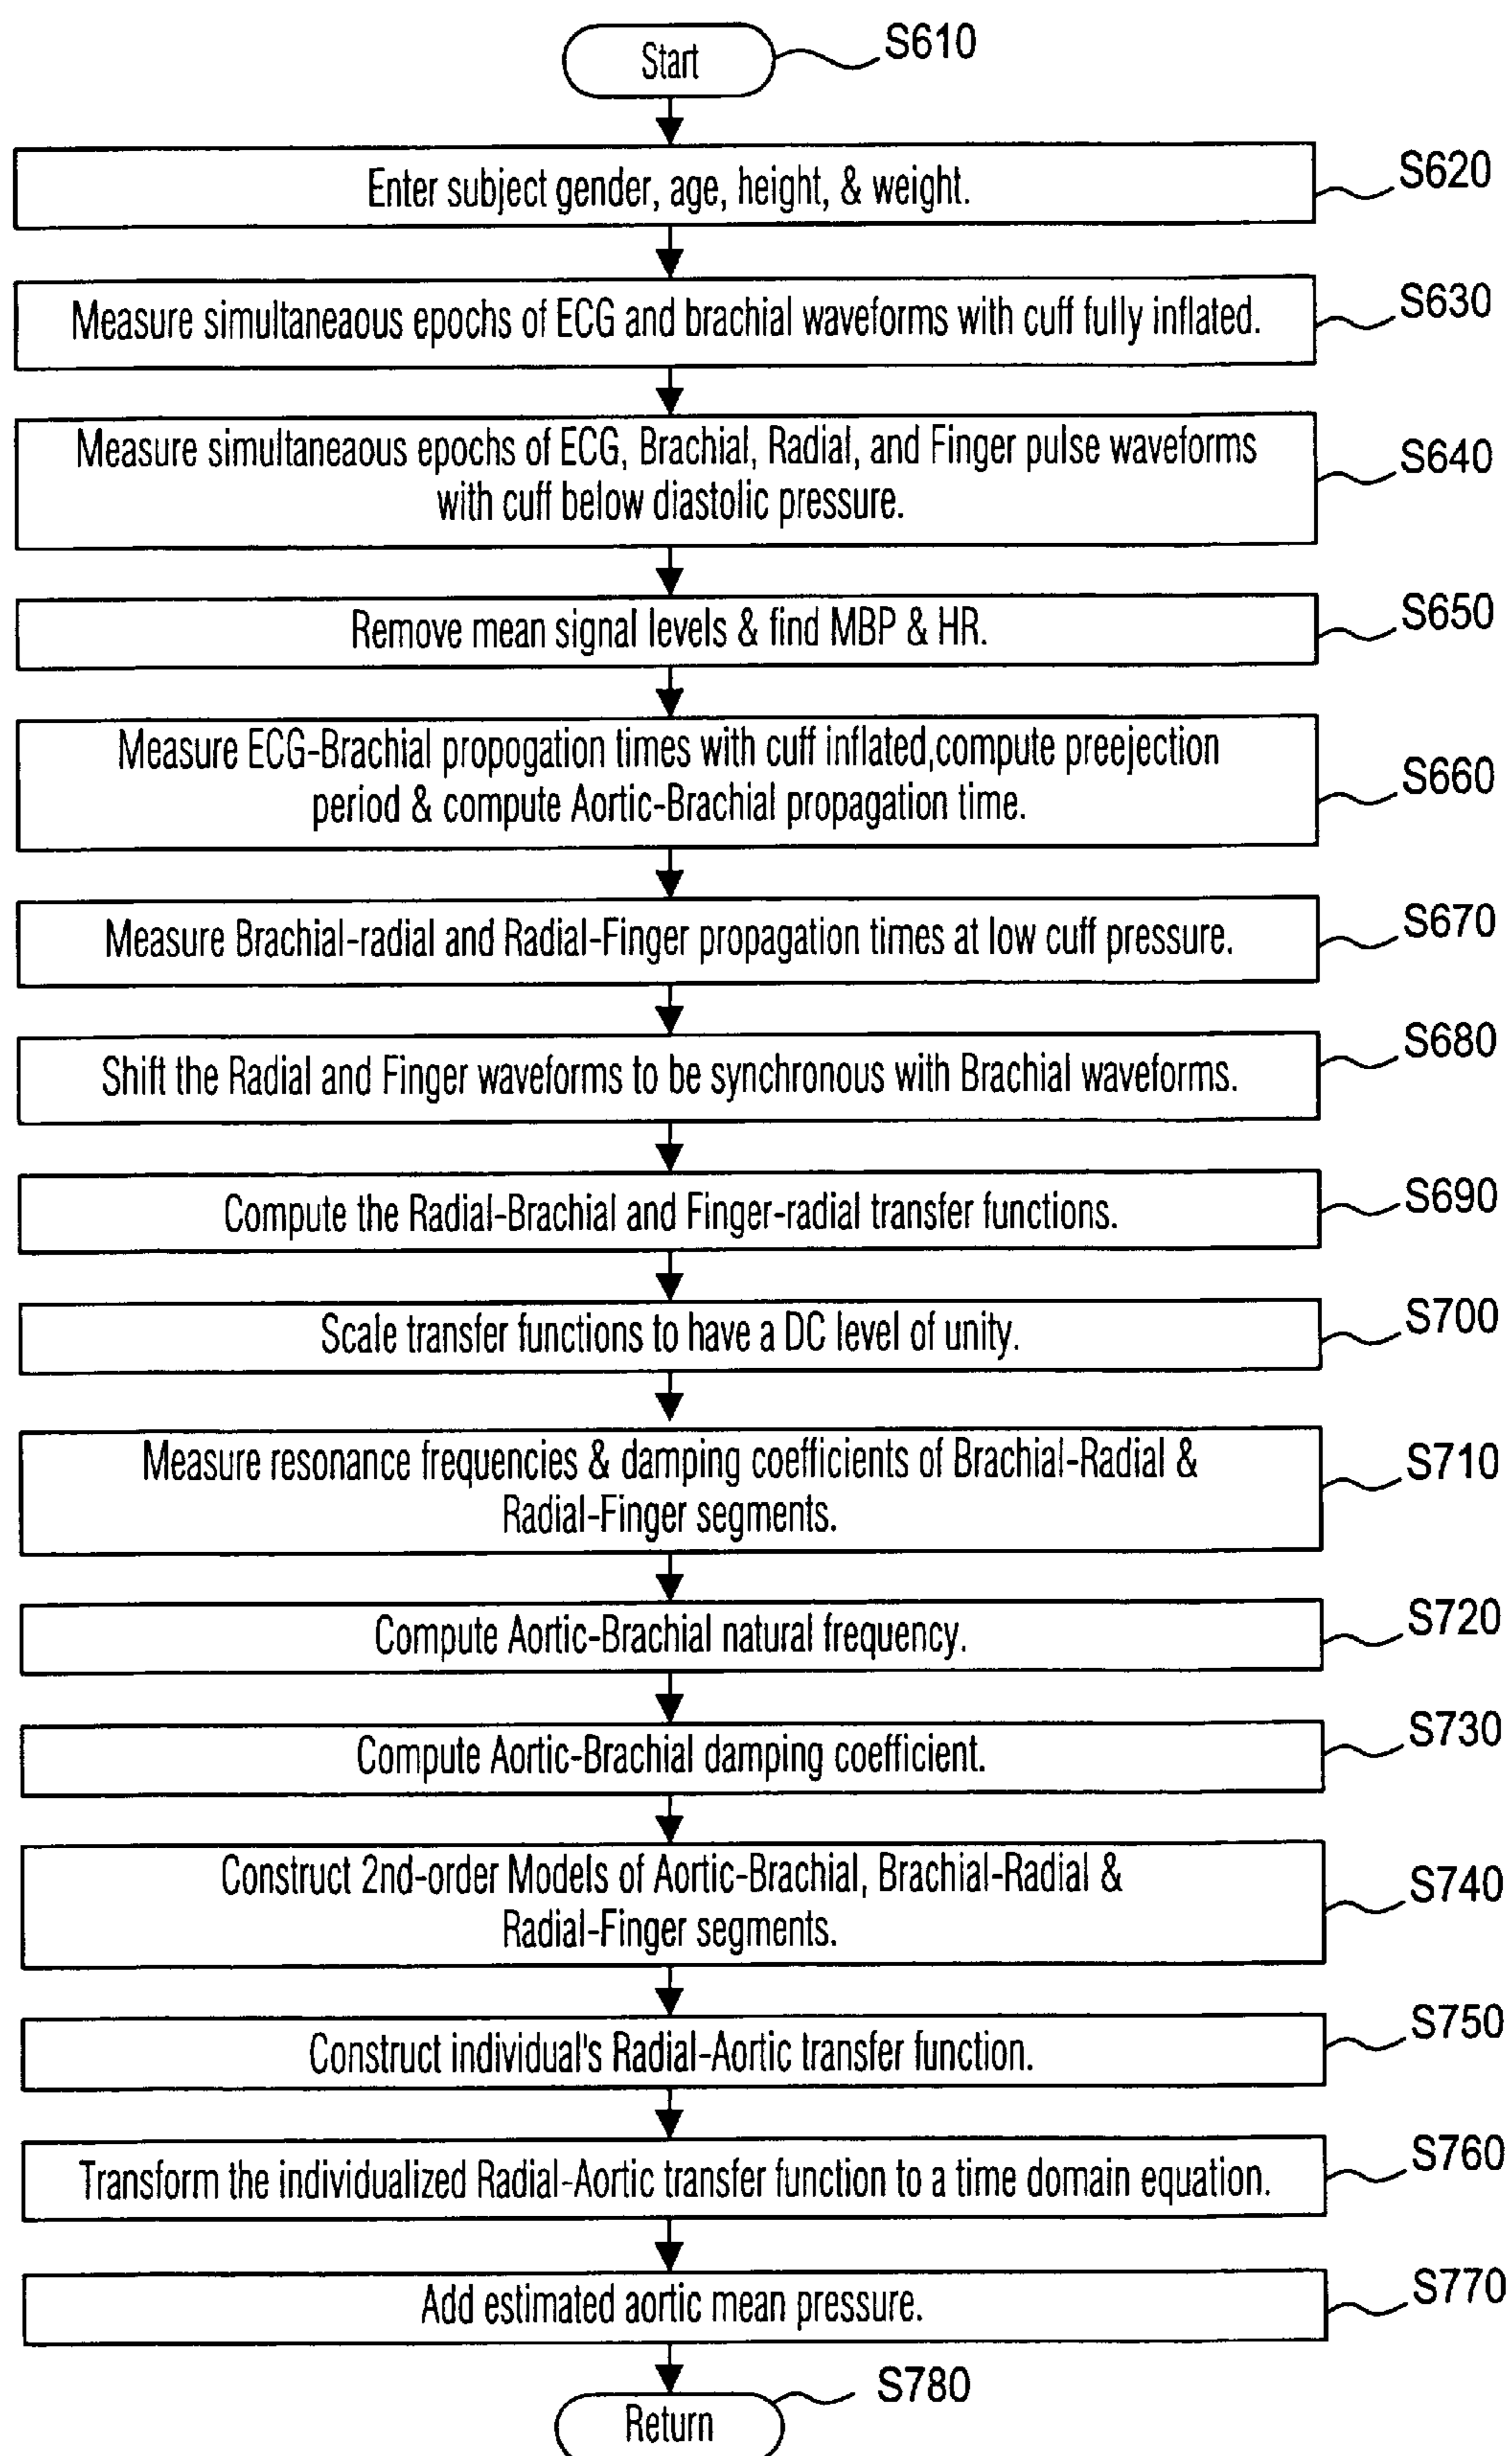 Start
S610
Enter subject gender, age, height, & weight.
S620
Measure simultaneaous epochs of ECG and brachial waveforms with cuff fully inflated.
S630
Measure simultaneaous epochs of ECG, Brachial, Radial, and Finger pulse waveforms
with cuff below diastolic pressure.
S640
Remove mean signal levels & find MBP & HR.
S650
Measure ECG-Brachial propogation times with cuff inflated,compute preejection
period & compute Aortic-Brachial propagation time.
S660
Measure Brachial-radial and Radial-Finger propagation times at low cuff pressure.
S670
Shift the Radial and Finger waveforms to be synchronous with Brachial waveforms.
S680
Compute the Radial-Brachial and Finger-radial transfer functions.
S690
Scale transfer functions to have a DC level of unity.
S700
Measure resonance frequencies & damping coefficients of Brachial-Radial &
Radial-Finger segments.
S710
Compute Aortic-Brachial natural frequency.
S720
Compute Aortic-Brachial damping coefficient.
S730
Construct 2nd-order Models of Aortic-Brachial, Brachial-Radial &
Radial-Finger segments.
S740
Construct individual's Radial-Aortic transfer function.
S750
Transform the individualized Radial-Aortic transfer function to a time domain equation.
S760
Add estimated aortic mean pressure.
S770
Return
S780